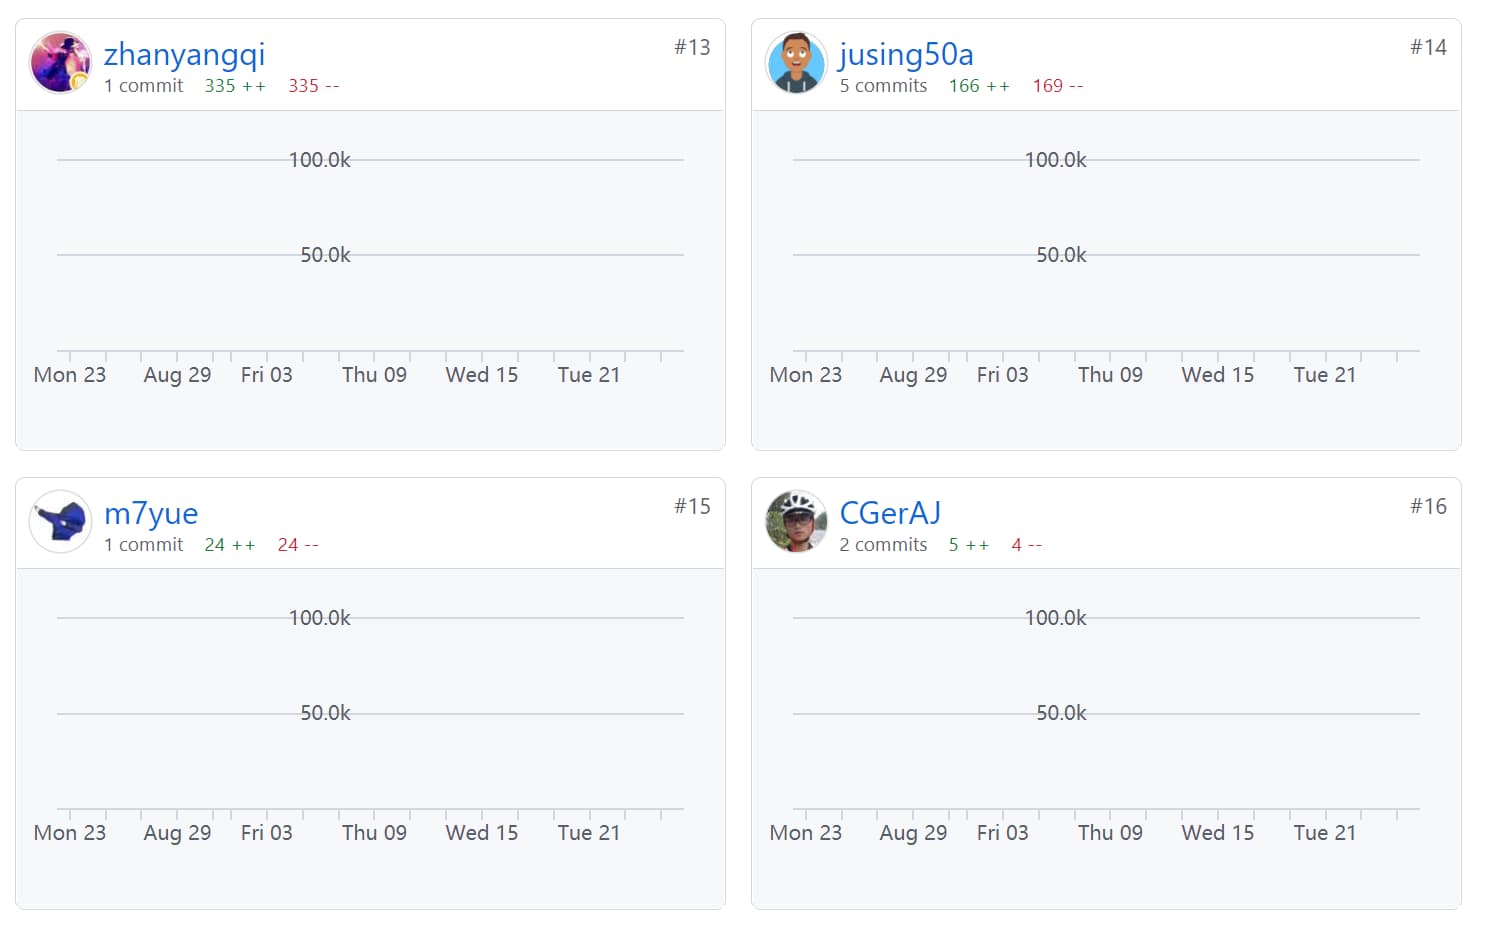 zhanyangqi
#13
1 commit 335 ++ 335 --
100.0k
50.0k
Mon 23 Aug 29 Fri 03 Thu 09 Wed 15 Tue 21
jusing50a
#14
5 commits 166 ++ 169 --
100.0k
50.0k
Mon 23 Aug 29 Fri 03 Thu 09 Wed 15 Tue 21
m7yue
#15
1 commit 24 ++ 24 --
100.0k
50.0k
Mon 23 Aug 29 Fri 03 Thu 09 Wed 15 Tue 21
CGerAJ
#16
2 commits 5 ++ 4 --
100.0k
50.0k
Mon 23 Aug 29 Fri 03 Thu 09 Wed 15 Tue 21